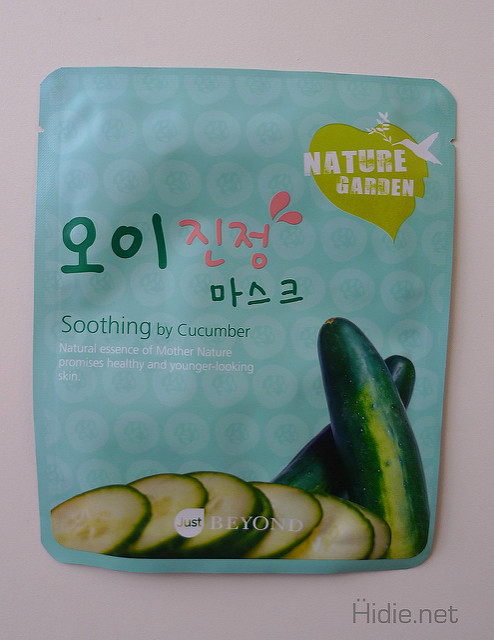 NATURE
GARDEN
오이 진정
마스크
Soothing by Cucumber
Natural essence of Mother Nature
promises healthy and younger-looking
skin.
Just BEYOND
Hidie.net